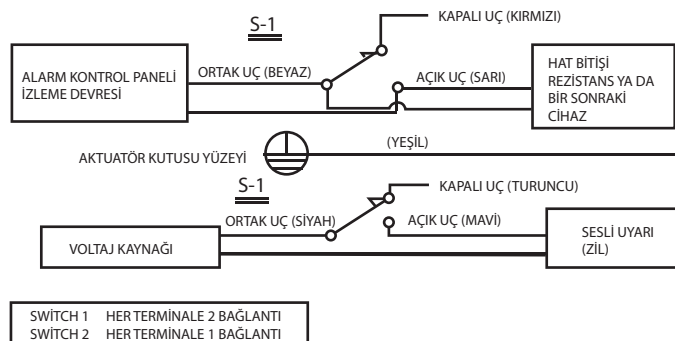 S-1
KAPALI UÇ (KIRMIZI)
ALARM KONTROL PANELİ
İZLEME DEVRESİ
ORTAK UÇ (BEYAZ)
AÇIK UÇ (SARI)
HAT BİTİŞİ
REZİSTANS YA DA
BİR SONRAKİ
CİHAZ
AKTUATÖR KUTUSU YÜZEYİ
(YEŞİL)
S-1
KAPALI UÇ (TURUNCU)
ORTAK UÇ (SİYAH)
AÇIK UÇ (MAVİ)
VOLTAJ KAYNAĞI
SESLİ UYARI
(ZİL)
SWİTCH 1 HER TERMİNALE 2 BAĞLANTI
SWİTCH 2 HER TERMİNALE 1 BAĞLANTI